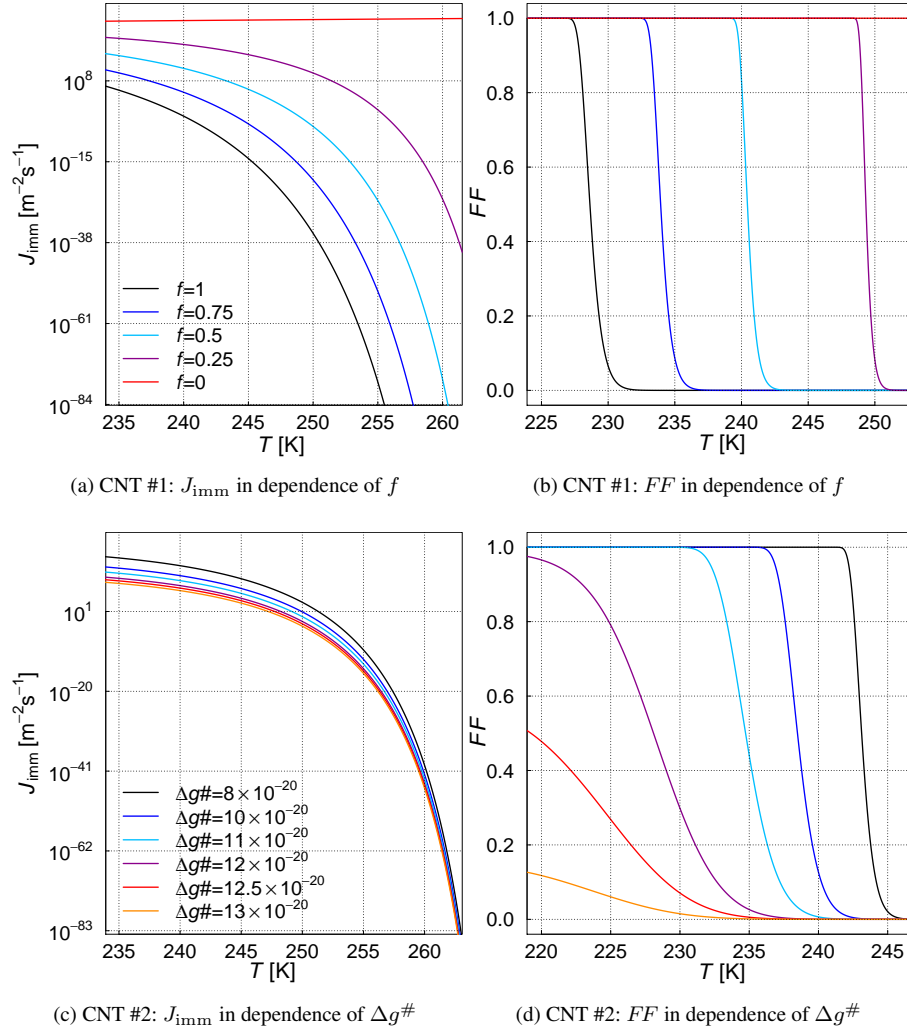 10⁸
10⁻¹⁵
10⁻³⁸
10⁻⁶¹
10⁻⁸⁴
J_imm [m⁻²s⁻¹]
f=1
f=0.75
f=0.5
f=0.25
f=0
235 240 245 250 255 260
T [K]
(a) CNT #1: J_imm in dependence of f
1.0
0.8
0.6
0.4
0.2
0.0
FF
225 230 235 240 245 250
T [K]
(b) CNT #1: FF in dependence of f
10¹
10⁻²⁰
10⁻⁴¹
10⁻⁶²
10⁻⁸³
J_imm [m⁻²s⁻¹]
Δg#=8×10⁻²⁰
Δg#=10×10⁻²⁰
Δg#=11×10⁻²⁰
Δg#=12×10⁻²⁰
Δg#=12.5×10⁻²⁰
Δg#=13×10⁻²⁰
235 240 245 250 255 260
T [K]
(c) CNT #2: J_imm in dependence of Δg^#
1.0
0.8
0.6
0.4
0.2
0.0
FF
220 225 230 235 240 245
T [K]
(d) CNT #2: FF in dependence of Δg^#